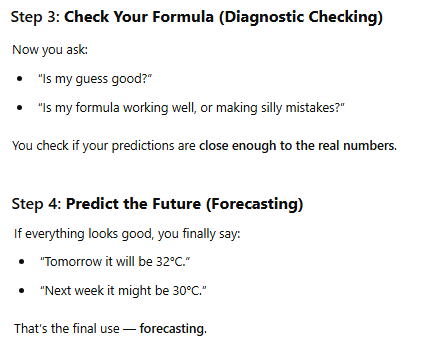 Step 3: Check Your Formula (Diagnostic Checking)
Now you ask:
• “Is my guess good?”
• “Is my formula working well, or making silly mistakes?”
You check if your predictions are close enough to the real numbers.
Step 4: Predict the Future (Forecasting)
If everything looks good, you finally say:
• “Tomorrow it will be 32°C.”
• “Next week it might be 30°C.”
That’s the final use — forecasting.